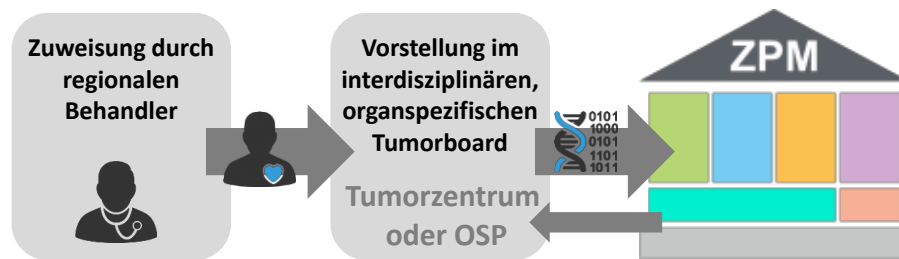 Zuweisung durch
regionalen
Behandler
Vorstellung im
interdisziplinären,
organspezifischen
Tumorboard
Tumorzentrum
oder OSP
0101
1000
0101
1101
1011
ZPM